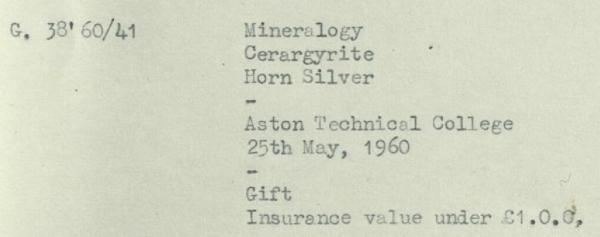 G. 38'60/41 Mineralogy
Cerargyrite
Horn Silver
-
Aston Technical College
25th May, 1960
-
Gift
Insurance value under £1.0.0,